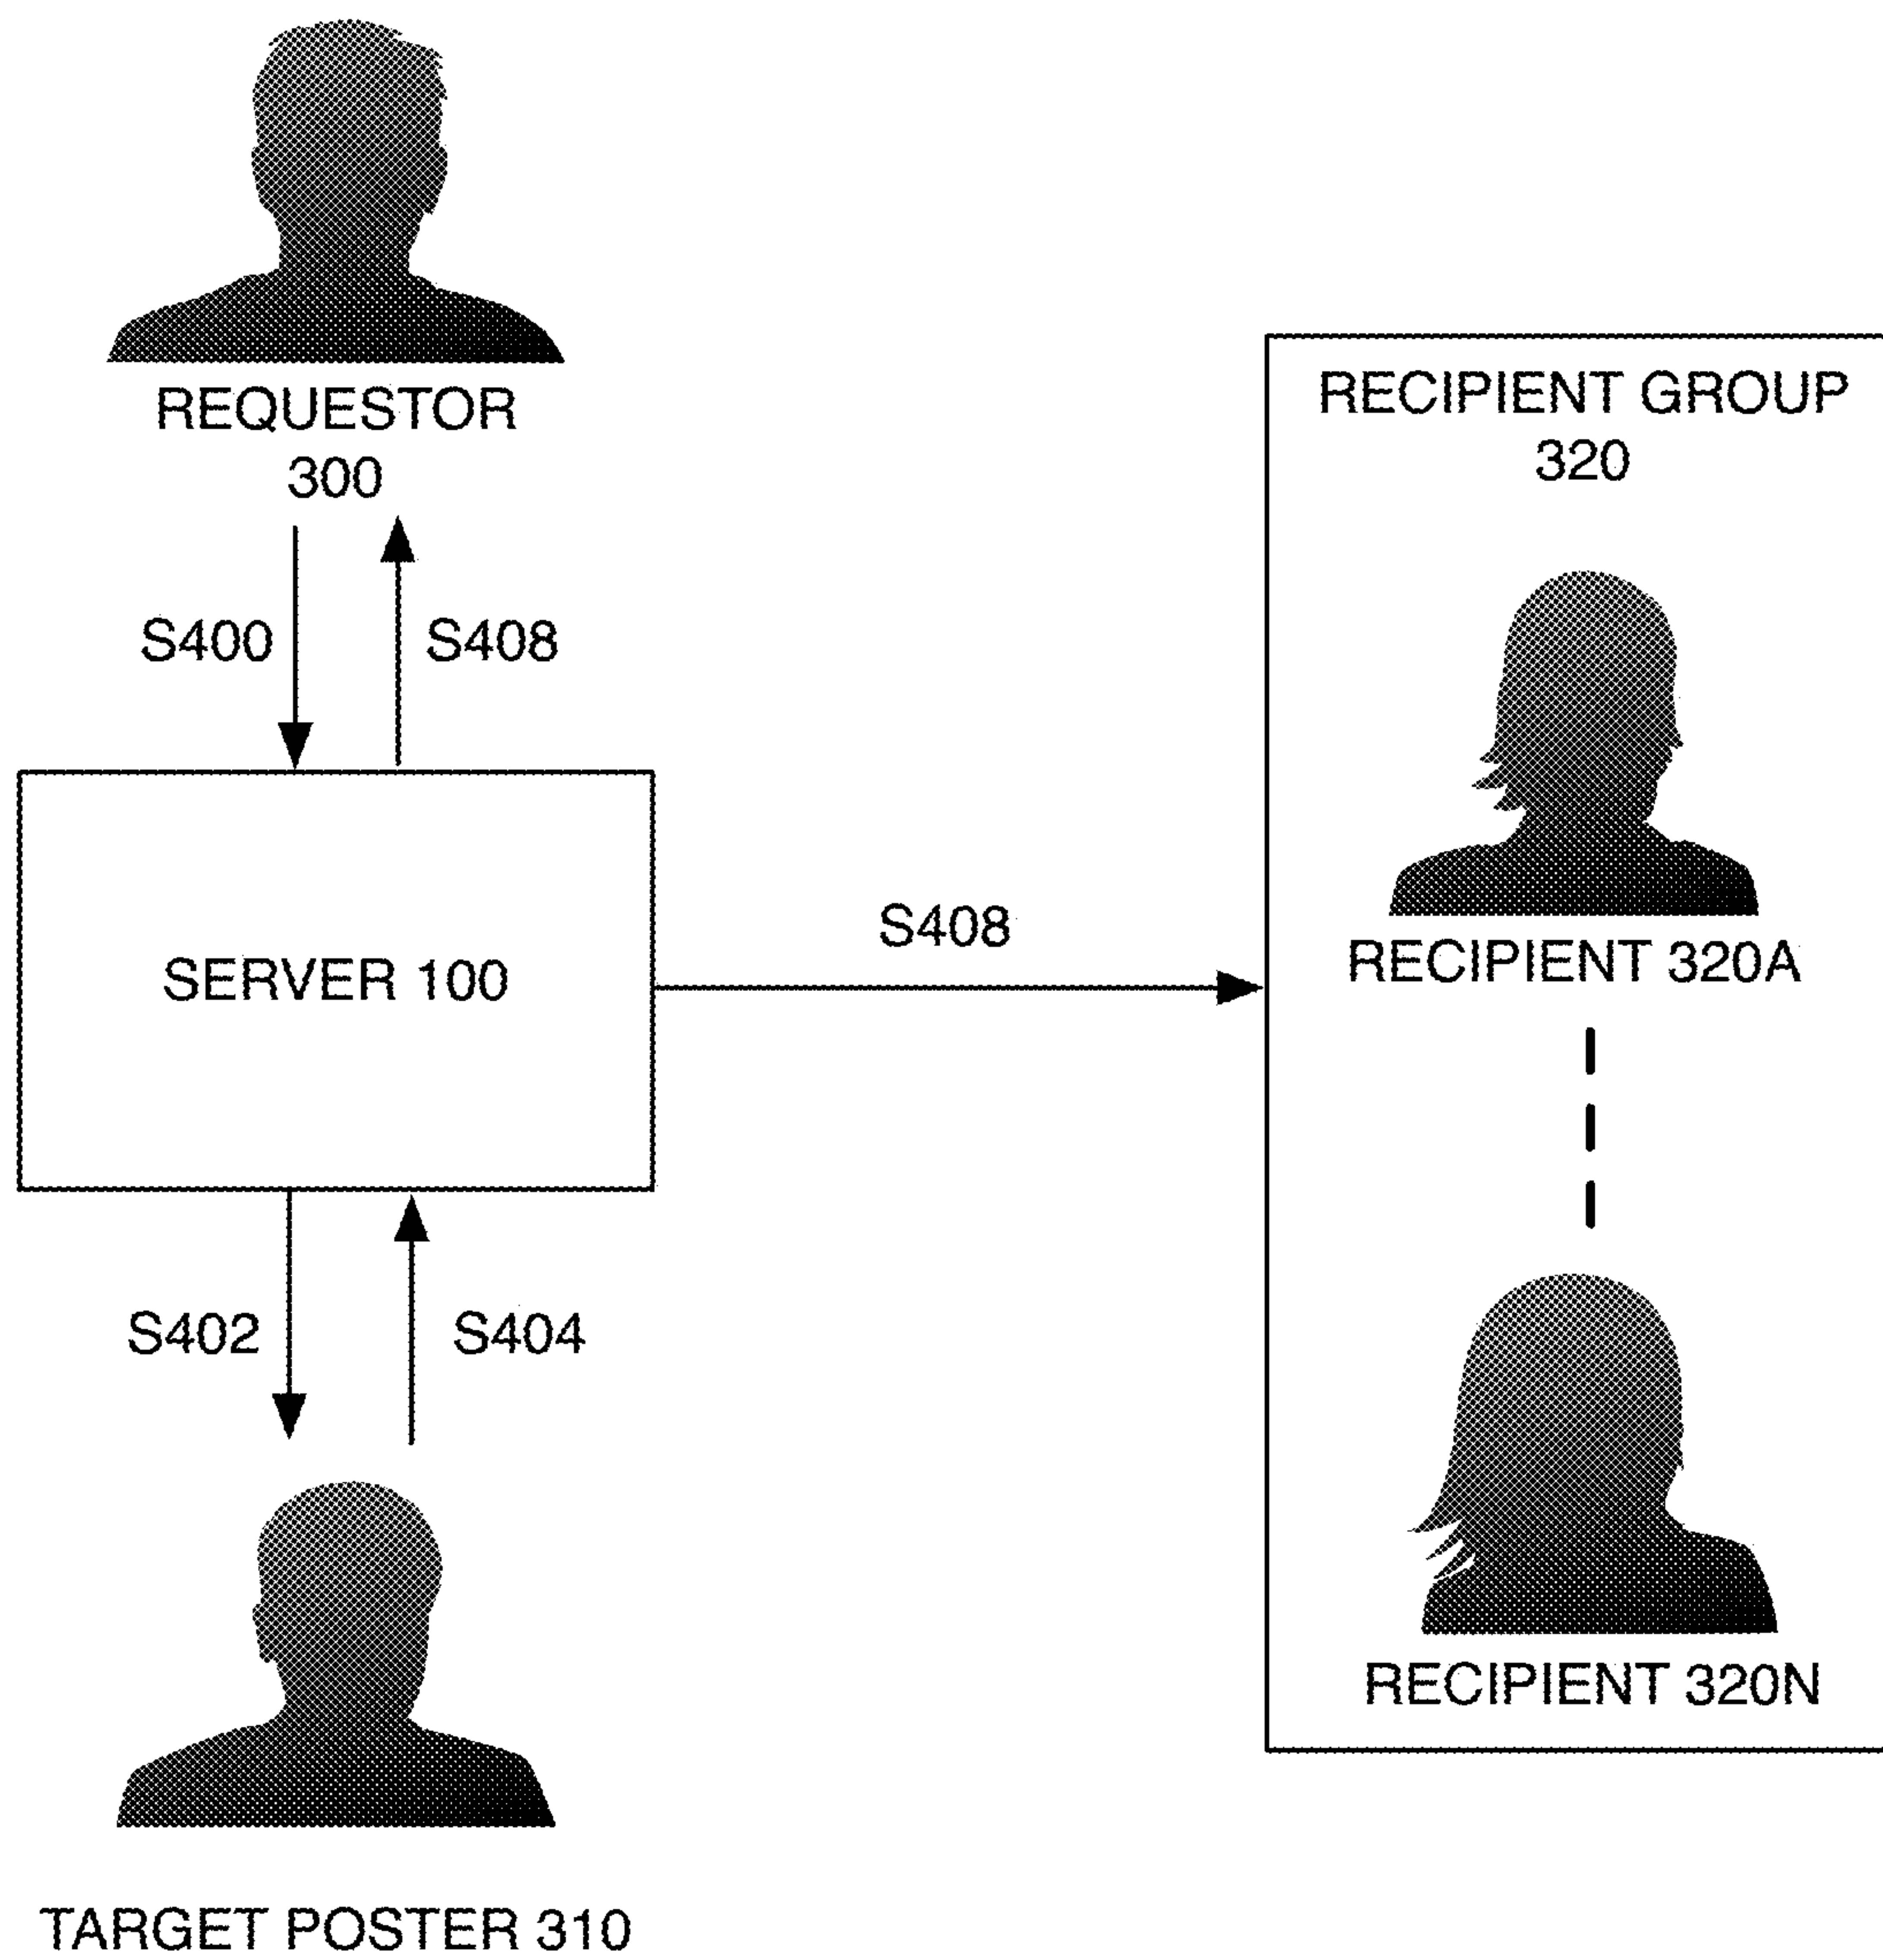 REQUESTOR
300
S400
S408
SERVER 100
S408
S402
S404
TARGET POSTER 310
RECIPIENT GROUP
320
RECIPIENT 320A
RECIPIENT 320N